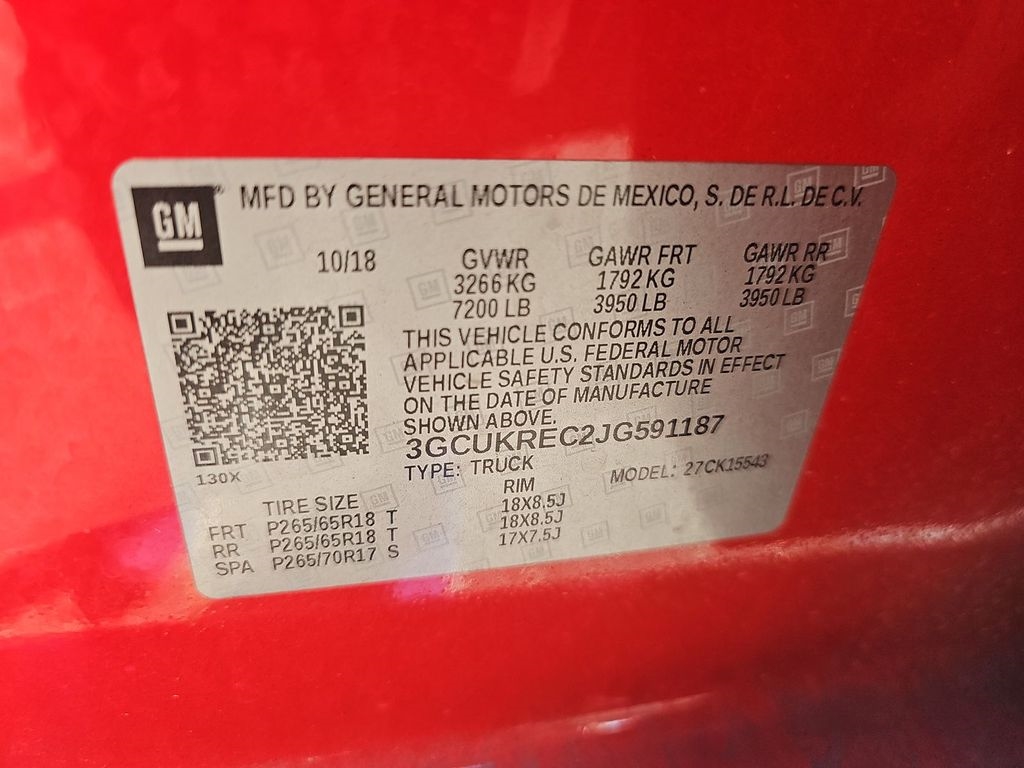 GM
MFD BY GENERAL MOTORS DE MEXICO, S. DE R.L. DE C.V.
10/18 GVWR GAWR FRT GAWR RR
3266 KG 1792 KG 1792 KG
7200 LB 3950 LB 3950 LB
THIS VEHICLE CONFORMS TO ALL
APPLICABLE U.S. FEDERAL MOTOR
VEHICLE SAFETY STANDARDS IN EFFECT
ON THE DATE OF MANUFACTURE
SHOWN ABOVE.
3GCUKREC2JG591187
TYPE: TRUCK MODEL: 27CK15543
130X
TIRE SIZE RIM
FRT P265/65R18 T 18X8.5J
RR P265/65R18 T 18X8.5J
SPA P265/70R17 S 17X7.5J